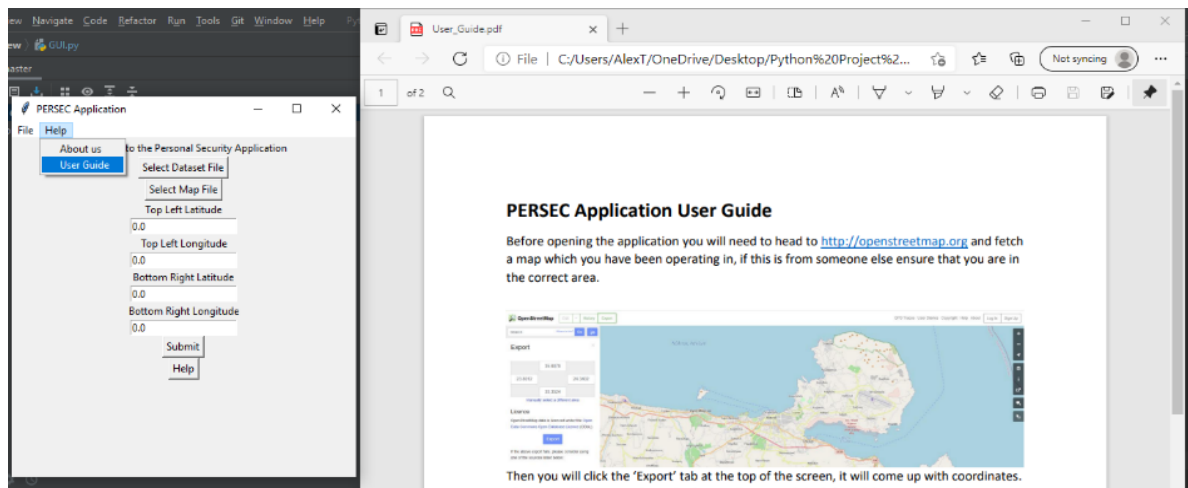 ew Navigate Code Refactor Run Tools Git Window Help Py
ew GUI.py
naster
PERSEC Application
File Help
About us
User Guide
to the Personal Security Application
Select Dataset File
Select Map File
Top Left Latitude
0.0
Top Left Longitude
0.0
Bottom Right Latitude
0.0
Bottom Right Longitude
0.0
Submit
Help
User_Guide.pdf
File | C:/Users/AlexT/OneDrive/Desktop/Python%20Project%2...
Not syncing
1 of 2
PERSEC Application User Guide
Before opening the application you will need to head to http://openstreetmap.org and fetch
a map which you have been operating in, if this is from someone else ensure that you are in
the correct area.
OpenStreetMap
Export
Licence
Export
Then you will click the ‘Export’ tab at the top of the screen, it will come up with coordinates.